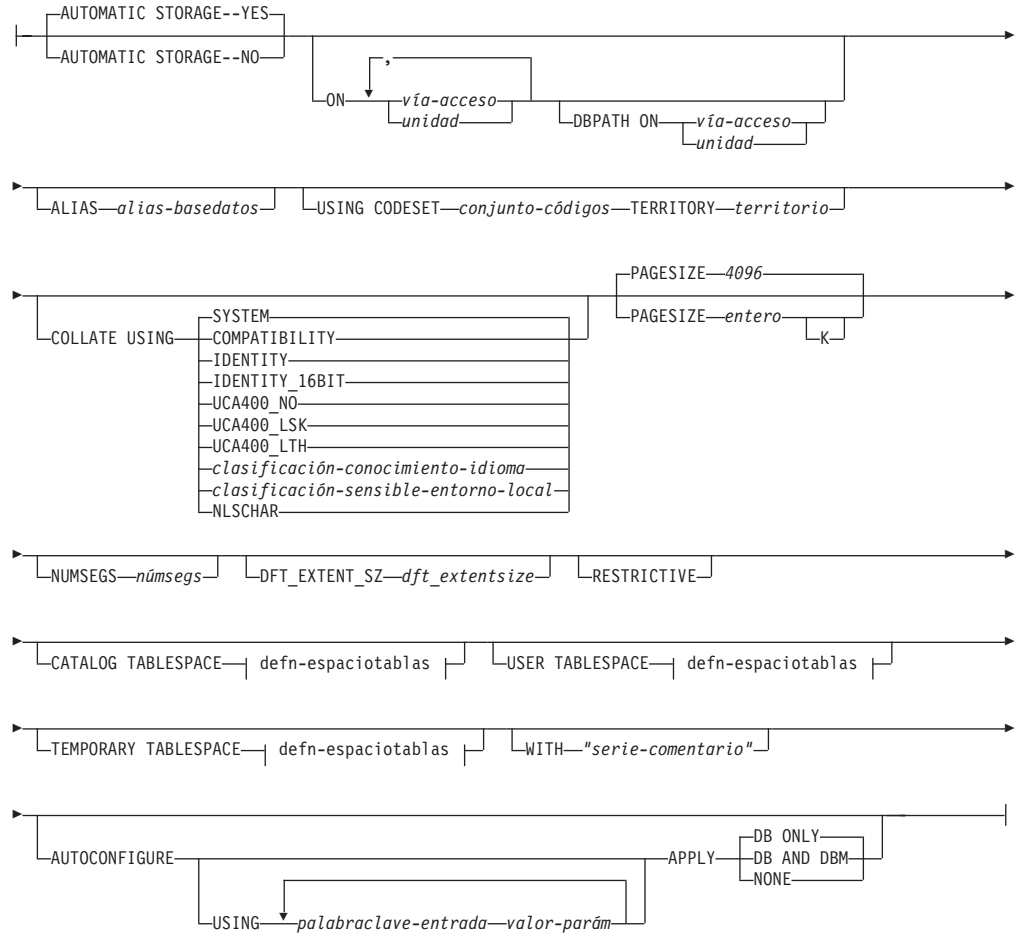 AUTOMATIC STORAGE--YES
AUTOMATIC STORAGE--NO
,
ON vía-acceso
unidad
DBPATH ON vía-acceso
unidad
ALIAS alias-basedatos USING CODESET conjunto-códigos TERRITORY territorio
PAGESIZE 4096
COLLATE USING SYSTEM
COMPATIBILITY
IDENTITY
IDENTITY_16BIT
UCA400_NO
UCA400_LSK
UCA400_LTH
clasificación-conocimiento-idioma
clasificación-sensible-entorno-local
NLSCHAR
PAGESIZE entero K
NUMSEGS númsegs DFT_EXTENT_SZ dft_extentsize RESTRICTIVE
CATALOG TABLESPACE defn-espaciotablas USER TABLESPACE defn-espaciotablas
TEMPORARY TABLESPACE defn-espaciotablas WITH "serie-comentario"
AUTOCONFIGURE
USING palabraclave-entrada valor-parám
APPLY DB ONLY
DB AND DBM
NONE